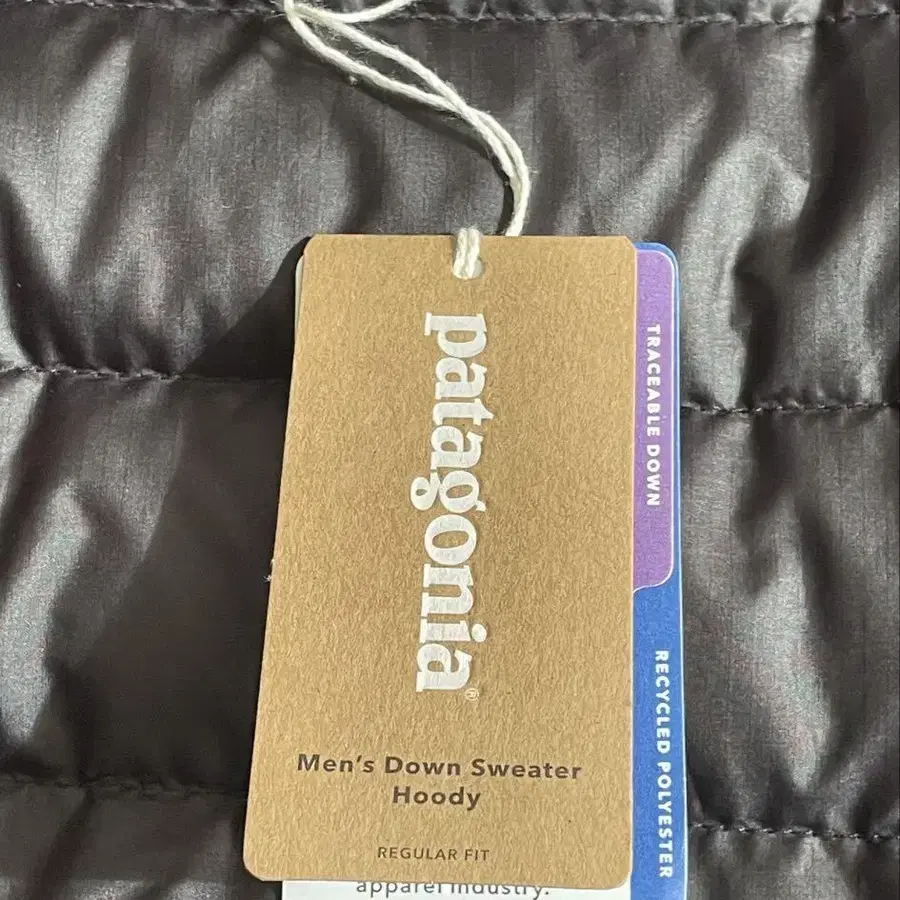 patagonia®
Men's Down Sweater
Hoody
REGULAR FIT
TRACEABLE DOWN
RECYCLED POLYESTER
apparel industry.